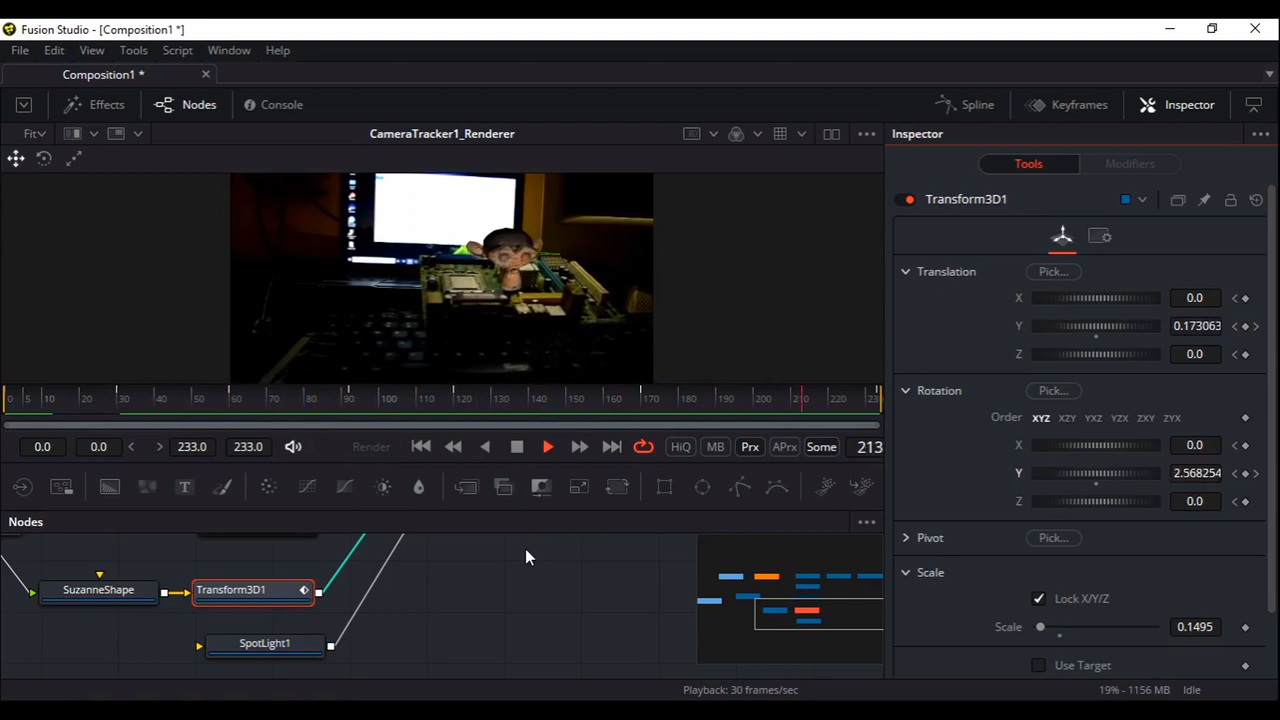 Fusion Studio - [Composition1 *]
File Edit View Tools Script Window Help
Composition1 *
Effects Nodes Console Spline Keyframes Inspector
Fit CameraTracker1_Renderer Inspector
Tools Modifiers
Transform3D1
Translation Pick...
X 0.0
Y 0.173063
Z 0.0
Rotation Pick...
Order XYZ XZY YXZ YZX ZXY ZYX
X 0.0
Y 2.568254
Z 0.0
Pivot Pick...
Scale
Lock X/Y/Z
Scale 0.1495
Use Target
0 5 10 20 30 40 50 60 70 80 90 100 110 120 130 140 150 160 170 180 190 200 210 220 230
0.0 0.0 233.0 233.0 Render HiQ MB Prx APrx Some 213
Nodes
SuzanneShape Transform3D1
SpotLight1
Playback: 30 frames/sec 19% - 1156 MB Idle